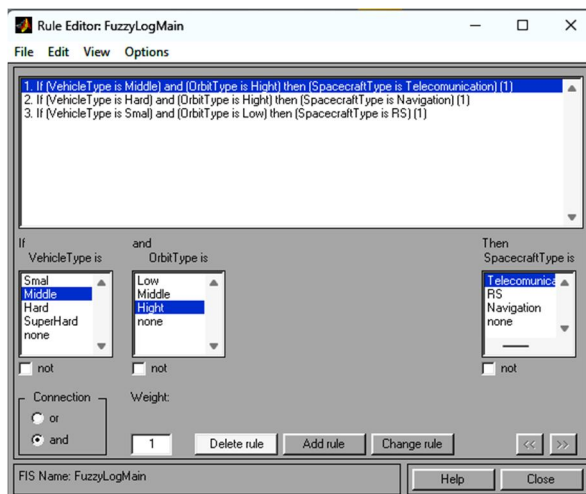 Rule Editor: FuzzyLogMain
File Edit View Options
1. If (VehicleType is Middle) and (OrbitType is Hight) then (SpacecraftType is Telecomunication) (1)
2. If (VehicleType is Hard) and (OrbitType is Hight) then (SpacecraftType is Navigation) (1)
3. If (VehicleType is Smal) and (OrbitType is Low) then (SpacecraftType is RS) (1)
If and Then
VehicleType is OrbitType is SpacecraftType is
Smal Low Telecomunica
Middle Middle RS
Hard Hight Navigation
SuperHard none none
none
not not not
Connection Weight:
or
and 1 Delete rule Add rule Change rule << >>
FIS Name: FuzzyLogMain Help Close